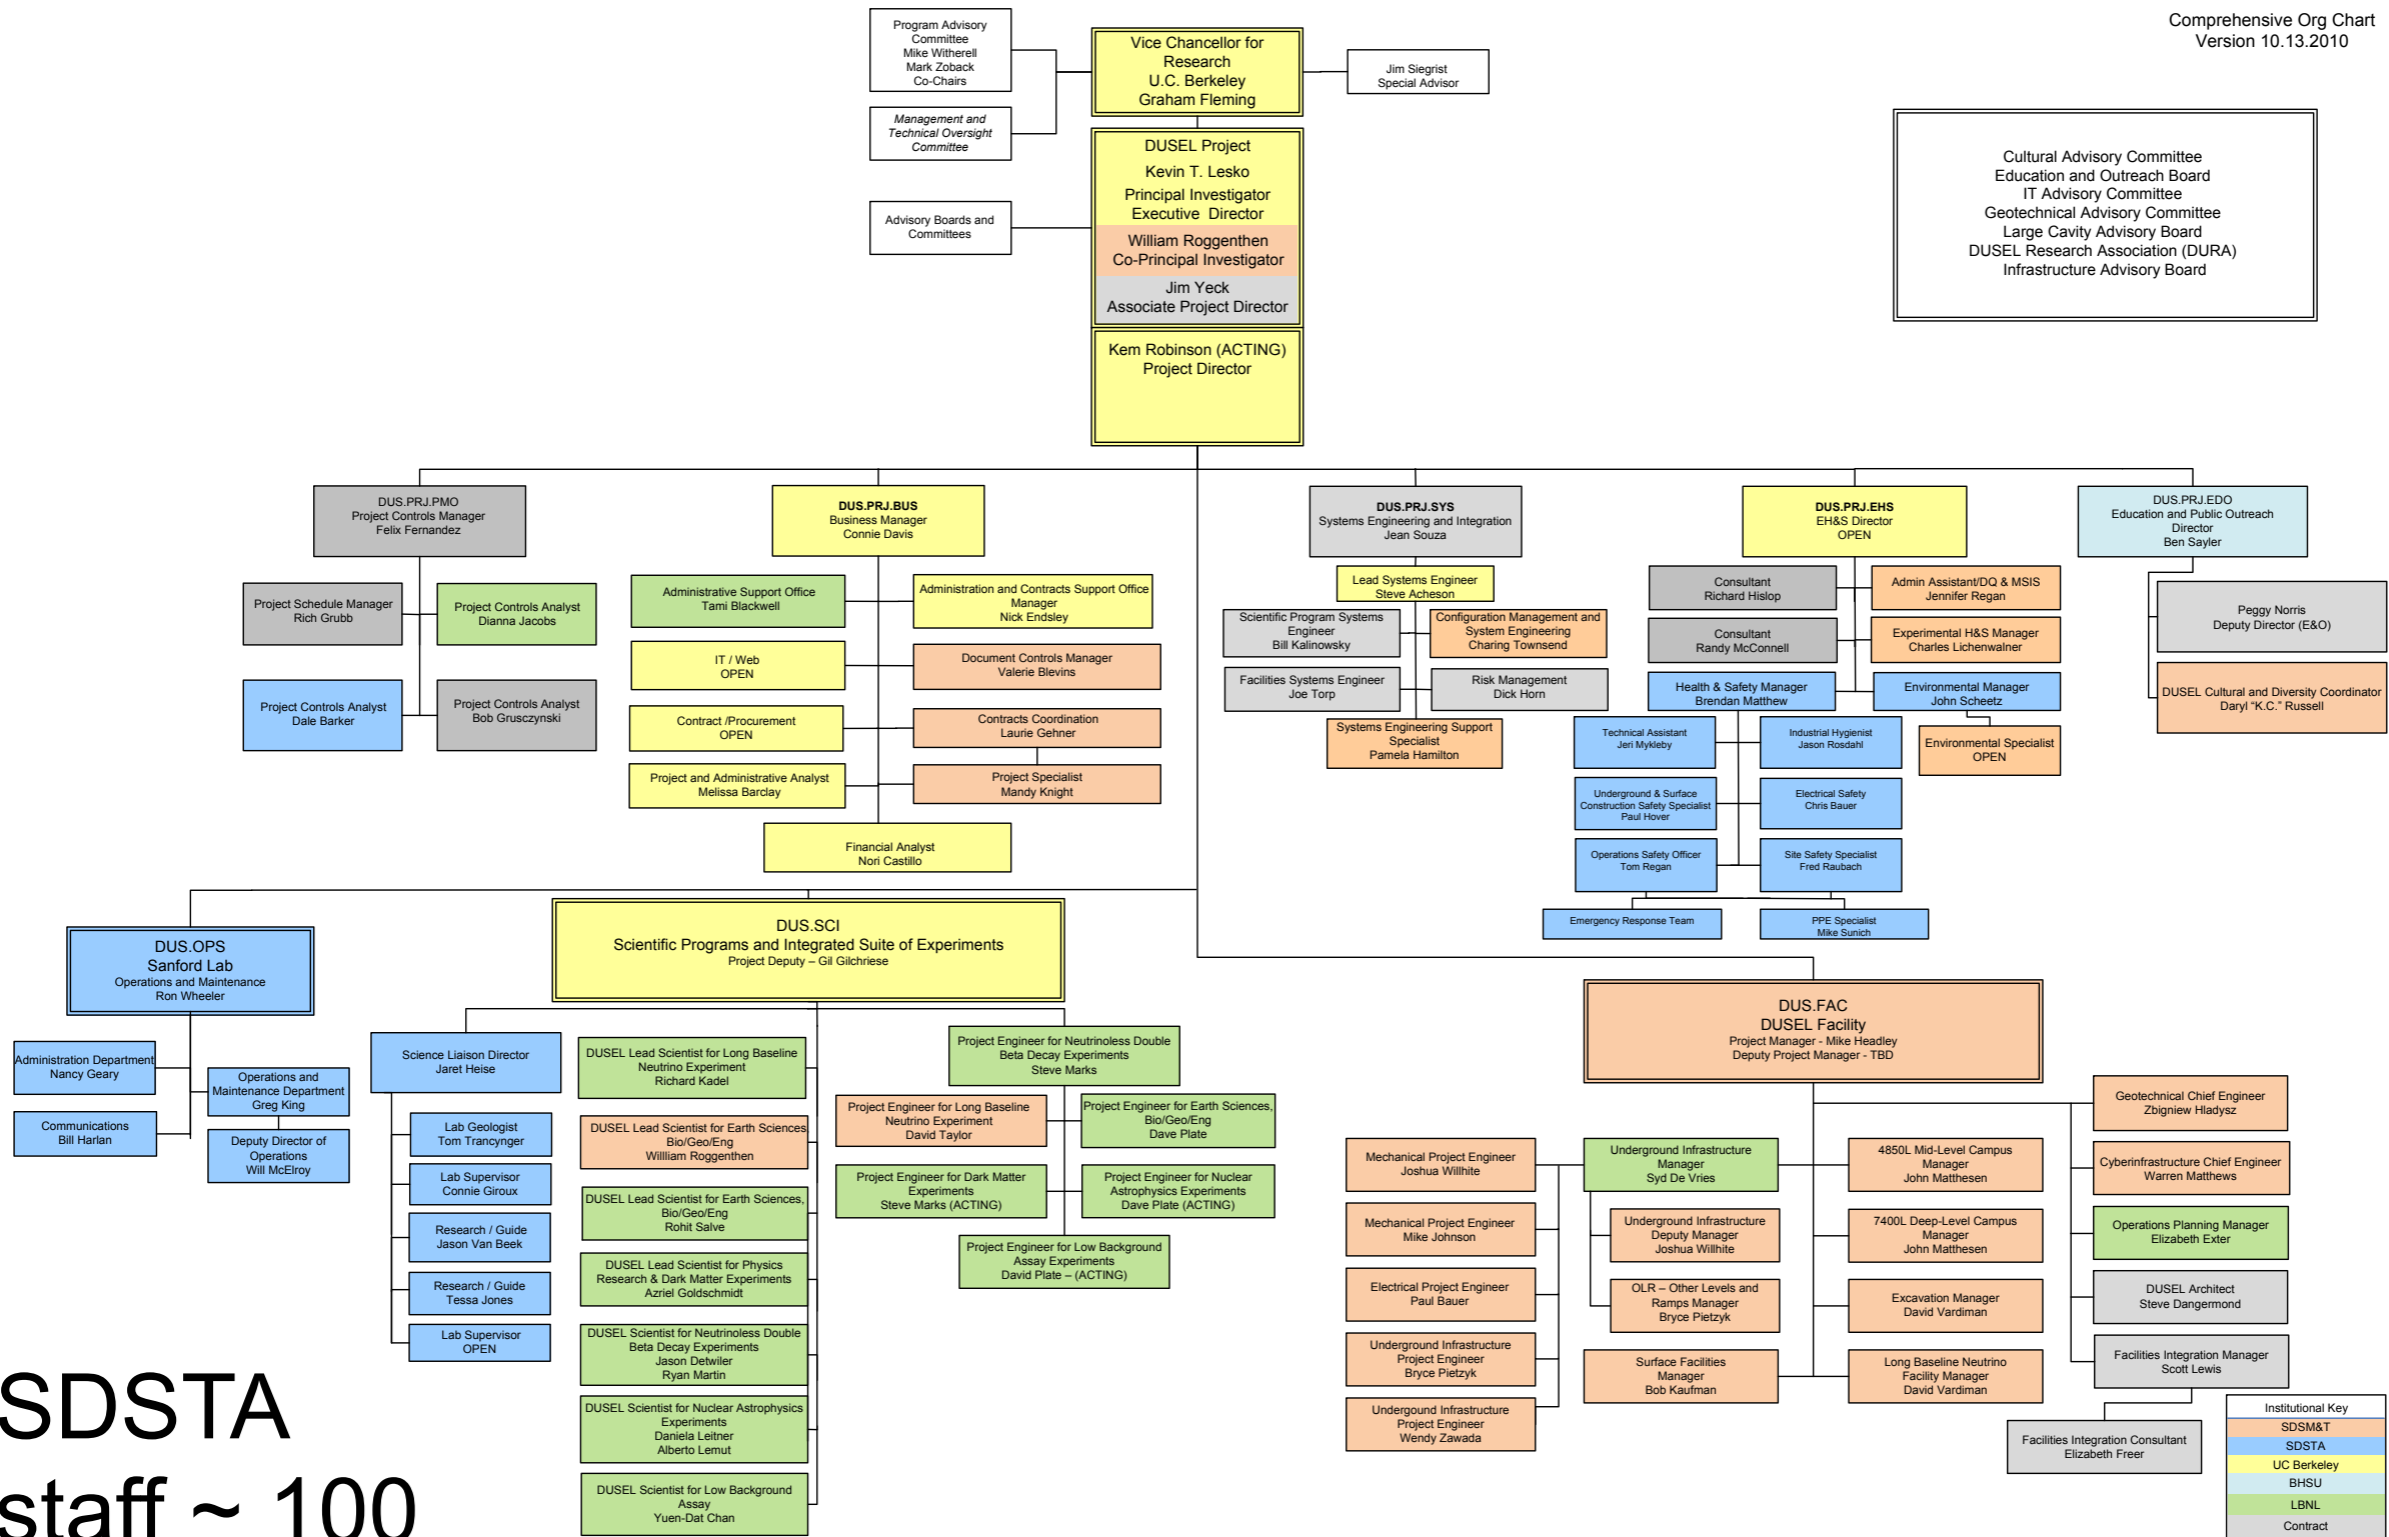 Comprehensive Org Chart
Version 10.13.2010
Program Advisory
Committee
Mike Witherell
Mark Zoback
Co-Chairs
Management and
Technical Oversight
Committee
Vice Chancellor for
Research
U.C. Berkeley
Graham Fleming
Jim Siegrist
Special Advisor
Cultural Advisory Committee
Education and Outreach Board
IT Advisory Committee
Geotechnical Advisory Committee
Large Cavity Advisory Board
DUSEL Research Association (DURA)
Infrastructure Advisory Board
DUSEL Project
Kevin T. Lesko
Principal Investigator
Executive Director
William Roggenthen
Co-Principal Investigator
Jim Yeck
Associate Project Director
Advisory Boards and
Committees
Kem Robinson (ACTING)
Project Director
DUS.PRJ.PMO
Project Controls Manager
Felix Fernandez
Project Schedule Manager
Rich Grubb
Project Controls Analyst
Dianna Jacobs
Project Controls Analyst
Dale Barker
Project Controls Analyst
Bob Grusczynski
DUS.PRJ.BUS
Business Manager
Connie Davis
Administrative Support Office
Tami Blackwell
Administration and Contracts Support Office
Manager
Nick Endsley
IT / Web
OPEN
Document Controls Manager
Valerie Blevins
Contract /Procurement
OPEN
Contracts Coordination
Laurie Gehner
Project and Administrative Analyst
Melissa Barclay
Project Specialist
Mandy Knight
Financial Analyst
Nori Castillo
DUS.PRJ.SYS
Systems Engineering and Integration
Jean Souza
Lead Systems Engineer
Steve Acheson
Scientific Program Systems
Engineer
Bill Kalinowsky
Configuration Management and
System Engineering
Charing Townsend
Facilities Systems Engineer
Joe Torp
Risk Management
Dick Horn
Systems Engineering Support
Specialist
Pamela Hamilton
DUS.PRJ.EHS
EH&S Director
OPEN
Consultant
Richard Hislop
Admin Assistant/DQ & MSIS
Jennifer Regan
Consultant
Randy McConnell
Experimental H&S Manager
Charles Lichenwalner
Health & Safety Manager
Brendan Matthew
Environmental Manager
John Scheetz
Technical Assistant
Jeri Mykleby
Industrial Hygienist
Jason Rosdahl
Environmental Specialist
OPEN
Underground & Surface
Construction Safety Specialist
Paul Hover
Electrical Safety
Chris Bauer
Operations Safety Officer
Tom Regan
Site Safety Specialist
Fred Raubach
Emergency Response Team
PPE Specialist
Mike Sunich
DUS.PRJ.EDO
Education and Public Outreach
Director
Ben Sayler
Peggy Norris
Deputy Director (E&O)
DUSEL Cultural and Diversity Coordinator
Daryl “K.C.” Russell
DUS.OPS
Sanford Lab
Operations and Maintenance
Ron Wheeler
Administration Department
Nancy Geary
Operations and
Maintenance Department
Greg King
Communications
Bill Harlan
Deputy Director of
Operations
Will McElroy
DUS.SCI
Scientific Programs and Integrated Suite of Experiments
Project Deputy – Gil Gilchriese
Science Liaison Director
Jaret Heise
Lab Geologist
Tom Trancynger
Lab Supervisor
Connie Giroux
Research / Guide
Jason Van Beek
Research / Guide
Tessa Jones
Lab Supervisor
OPEN
DUSEL Lead Scientist for Long Baseline
Neutrino Experiment
Richard Kadel
DUSEL Lead Scientist for Earth Sciences,
Bio/Geo/Eng
Willliam Roggenthen
DUSEL Lead Scientist for Earth Sciences,
Bio/Geo/Eng
Rohit Salve
DUSEL Lead Scientist for Physics
Research & Dark Matter Experiments
Azriel Goldschmidt
DUSEL Scientist for Neutrinoless Double
Beta Decay Experiments
Jason Detwiler
Ryan Martin
DUSEL Scientist for Nuclear Astrophysics
Experiments
Daniela Leitner
Alberto Lemut
DUSEL Scientist for Low Background
Assay
Yuen-Dat Chan
Project Engineer for Neutrinoless Double
Beta Decay Experiments
Steve Marks
Project Engineer for Long Baseline
Neutrino Experiment
David Taylor
Project Engineer for Earth Sciences,
Bio/Geo/Eng
Dave Plate
Project Engineer for Dark Matter
Experiments
Steve Marks (ACTING)
Project Engineer for Nuclear
Astrophysics Experiments
Dave Plate (ACTING)
Project Engineer for Low Background
Assay Experiments
David Plate – (ACTING)
DUS.FAC
DUSEL Facility
Project Manager - Mike Headley
Deputy Project Manager - TBD
Mechanical Project Engineer
Joshua Willhite
Mechanical Project Engineer
Mike Johnson
Electrical Project Engineer
Paul Bauer
Underground Infrastructure
Project Engineer
Bryce Pietzyk
Undergound Infrastructure
Project Engineer
Wendy Zawada
Underground Infrastructure
Manager
Syd De Vries
Underground Infrastructure
Deputy Manager
Joshua Willhite
OLR – Other Levels and
Ramps Manager
Bryce Pietzyk
Surface Facilities
Manager
Bob Kaufman
4850L Mid-Level Campus
Manager
John Matthesen
7400L Deep-Level Campus
Manager
John Matthesen
Excavation Manager
David Vardiman
Long Baseline Neutrino
Facility Manager
David Vardiman
Geotechnical Chief Engineer
Zbigniew Hladysz
Cyberinfrastructure Chief Engineer
Warren Matthews
Operations Planning Manager
Elizabeth Exter
DUSEL Architect
Steve Dangermond
Facilities Integration Manager
Scott Lewis
Facilities Integration Consultant
Elizabeth Freer
Institutional Key
SDSM&T
SDSTA
UC Berkeley
BHSU
LBNL
Contract
SDSTA
staff ~ 100